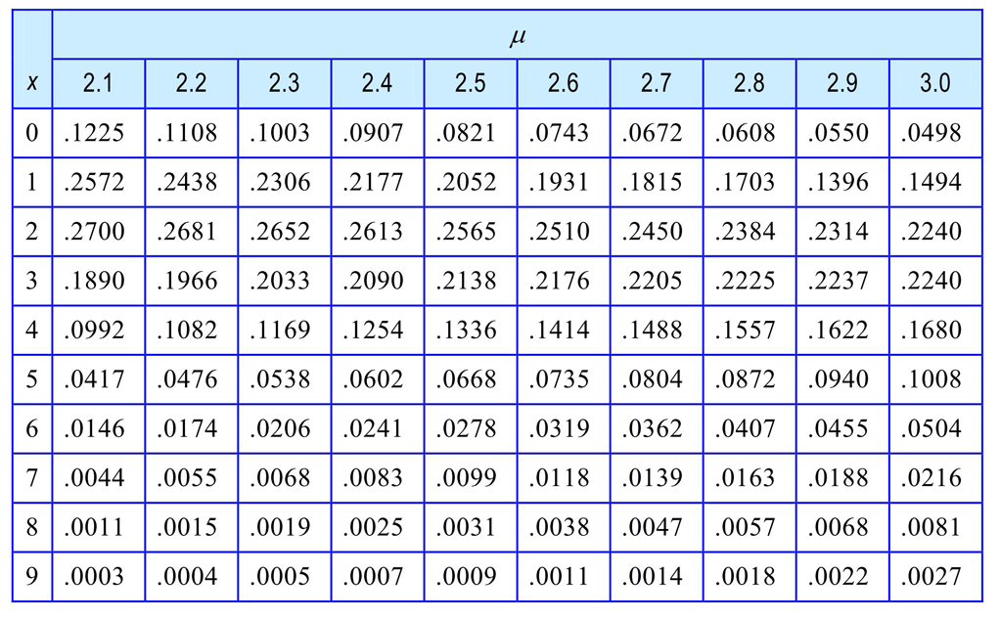 μ
x 2.1 2.2 2.3 2.4 2.5 2.6 2.7 2.8 2.9 3.0
0 .1225 .1108 .1003 .0907 .0821 .0743 .0672 .0608 .0550 .0498
1 .2572 .2438 .2306 .2177 .2052 .1931 .1815 .1703 .1396 .1494
2 .2700 .2681 .2652 .2613 .2565 .2510 .2450 .2384 .2314 .2240
3 .1890 .1966 .2033 .2090 .2138 .2176 .2205 .2225 .2237 .2240
4 .0992 .1082 .1169 .1254 .1336 .1414 .1488 .1557 .1622 .1680
5 .0417 .0476 .0538 .0602 .0668 .0735 .0804 .0872 .0940 .1008
6 .0146 .0174 .0206 .0241 .0278 .0319 .0362 .0407 .0455 .0504
7 .0044 .0055 .0068 .0083 .0099 .0118 .0139 .0163 .0188 .0216
8 .0011 .0015 .0019 .0025 .0031 .0038 .0047 .0057 .0068 .0081
9 .0003 .0004 .0005 .0007 .0009 .0011 .0014 .0018 .0022 .0027